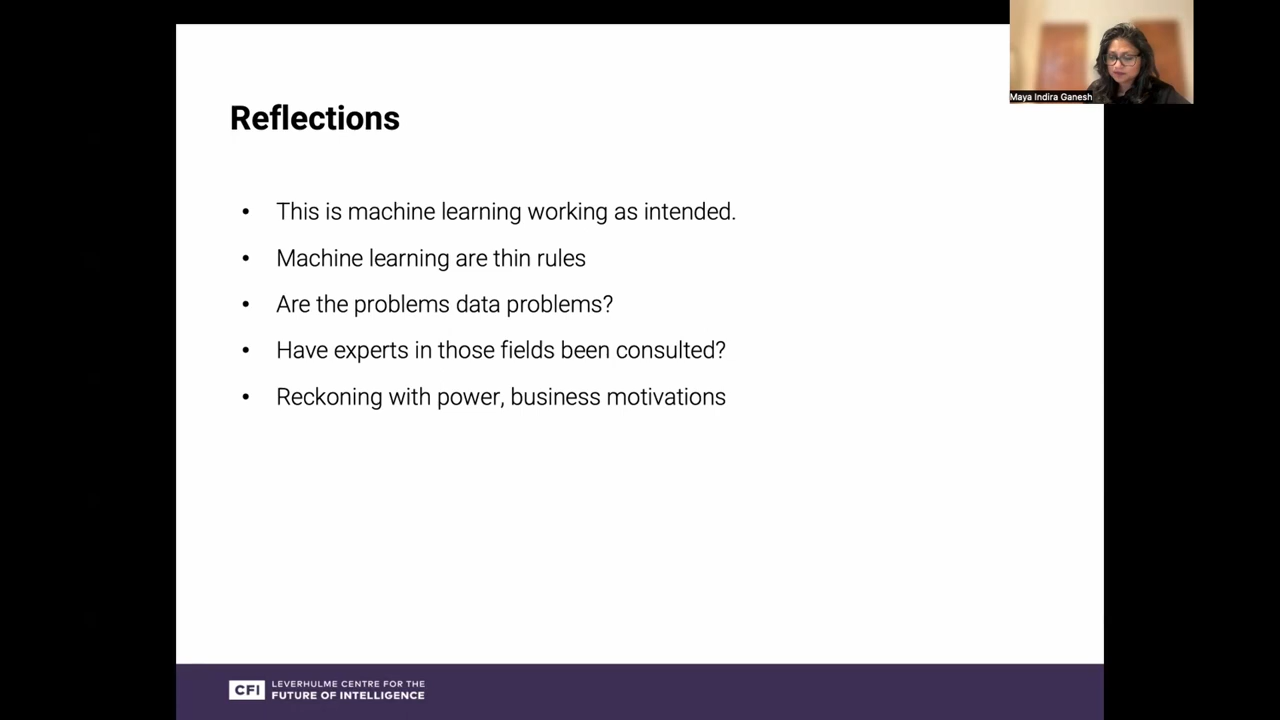 Maya Indira Ganesh
Reflections
• This is machine learning working as intended.
• Machine learning are thin rules
• Are the problems data problems?
• Have experts in those fields been consulted?
• Reckoning with power, business motivations
CFI
LEVERHULME CENTRE FOR THE
FUTURE OF INTELLIGENCE